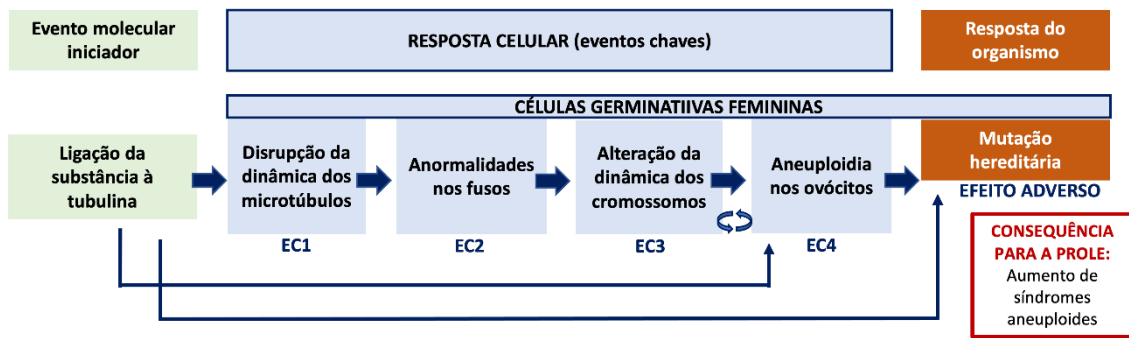 Evento molecular
iniciador
RESPOSTA CELULAR (eventos chaves)
Resposta do
organismo
CÉLULAS GERMINATIIVAS FEMININAS
Ligação da
substância à
tubulina
Disrupção da
dinâmica dos
microtúbulos
Anormalidades
nos fusos
Alteração da
dinâmica dos
cromossomos
Aneuploidia
nos ovócitos
Mutação
hereditária
EFEITO ADVERSO
EC1
EC2
EC3
EC4
CONSEQUÊNCIA
PARA A PROLE:
Aumento de
síndromes
aneuploides